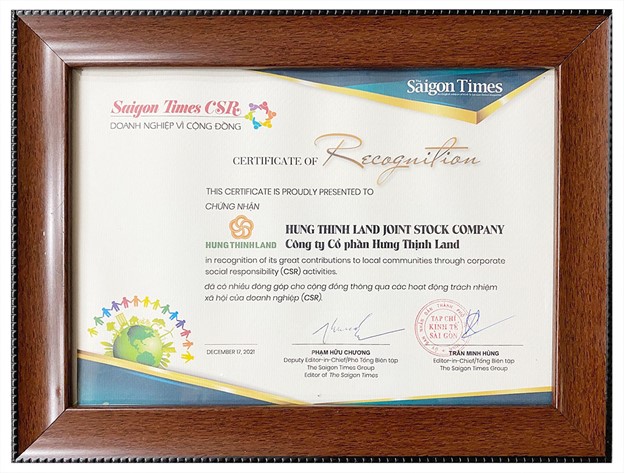 The Saigon Times
Saigon Times CSR
DOANH NGHIỆP VÌ CỘNG ĐỒNG
CERTIFICATE OF Recognition
THIS CERTIFICATE IS PROUDLY PRESENTED TO
CHỨNG NHẬN
HUNGTHINHLAND
HUNG THINH LAND JOINT STOCK COMPANY
Công ty Cổ phần Hưng Thịnh Land
in recognition of its great contributions to local communities through corporate
social responsibility (CSR) activities.
đã có nhiều đóng góp cho cộng đồng thông qua các hoạt động trách nhiệm
xã hội của doanh nghiệp (CSR).
TẠP CHÍ
KINH TẾ
SÀI GÒN
DECEMBER 17, 2021
PHẠM HỮU CHƯƠNG
Deputy Editor-in-Chief/Phó Tổng Biên tập
The Saigon Times Group
Editor of The Saigon Times
TRẦN MINH HÙNG
Editor-in-Chief/Tổng Biên tập
The Saigon Times Group